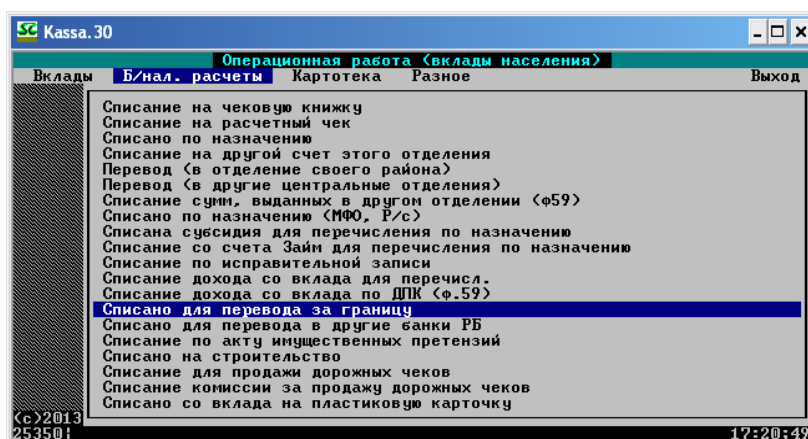 SC Kassa.30
Операционная работа (вклады населения)
Вклады Б/нал. расчеты Картотека Разное Выход
Списание на чековую книжку
Списание на расчетный чек
Списано по назначению
Списание на другой счет этого отделения
Перевод (в отделение своего района)
Перевод (в другие центральные отделения)
Списание сумм, выданных в другом отделении (ф59)
Списано по назначению (МФО, Р/с)
Списана субсидия для перечисления по назначению
Списание со счета Займ для перечисления по назначению
Списание по исправительной записи
Списание дохода со вклада для перечисл.
Списание дохода со вклада по ДПК (ф.59)
Списано для перевода за границу
Списано для перевода в другие банки РБ
Списание по акту имущественных претензий
Списано на строительство
Списание для продажи дорожных чеков
Списание комиссии за продажу дорожных чеков
Списано со вклада на пластиковую карточку
(c)2013
25350! 17:20:49